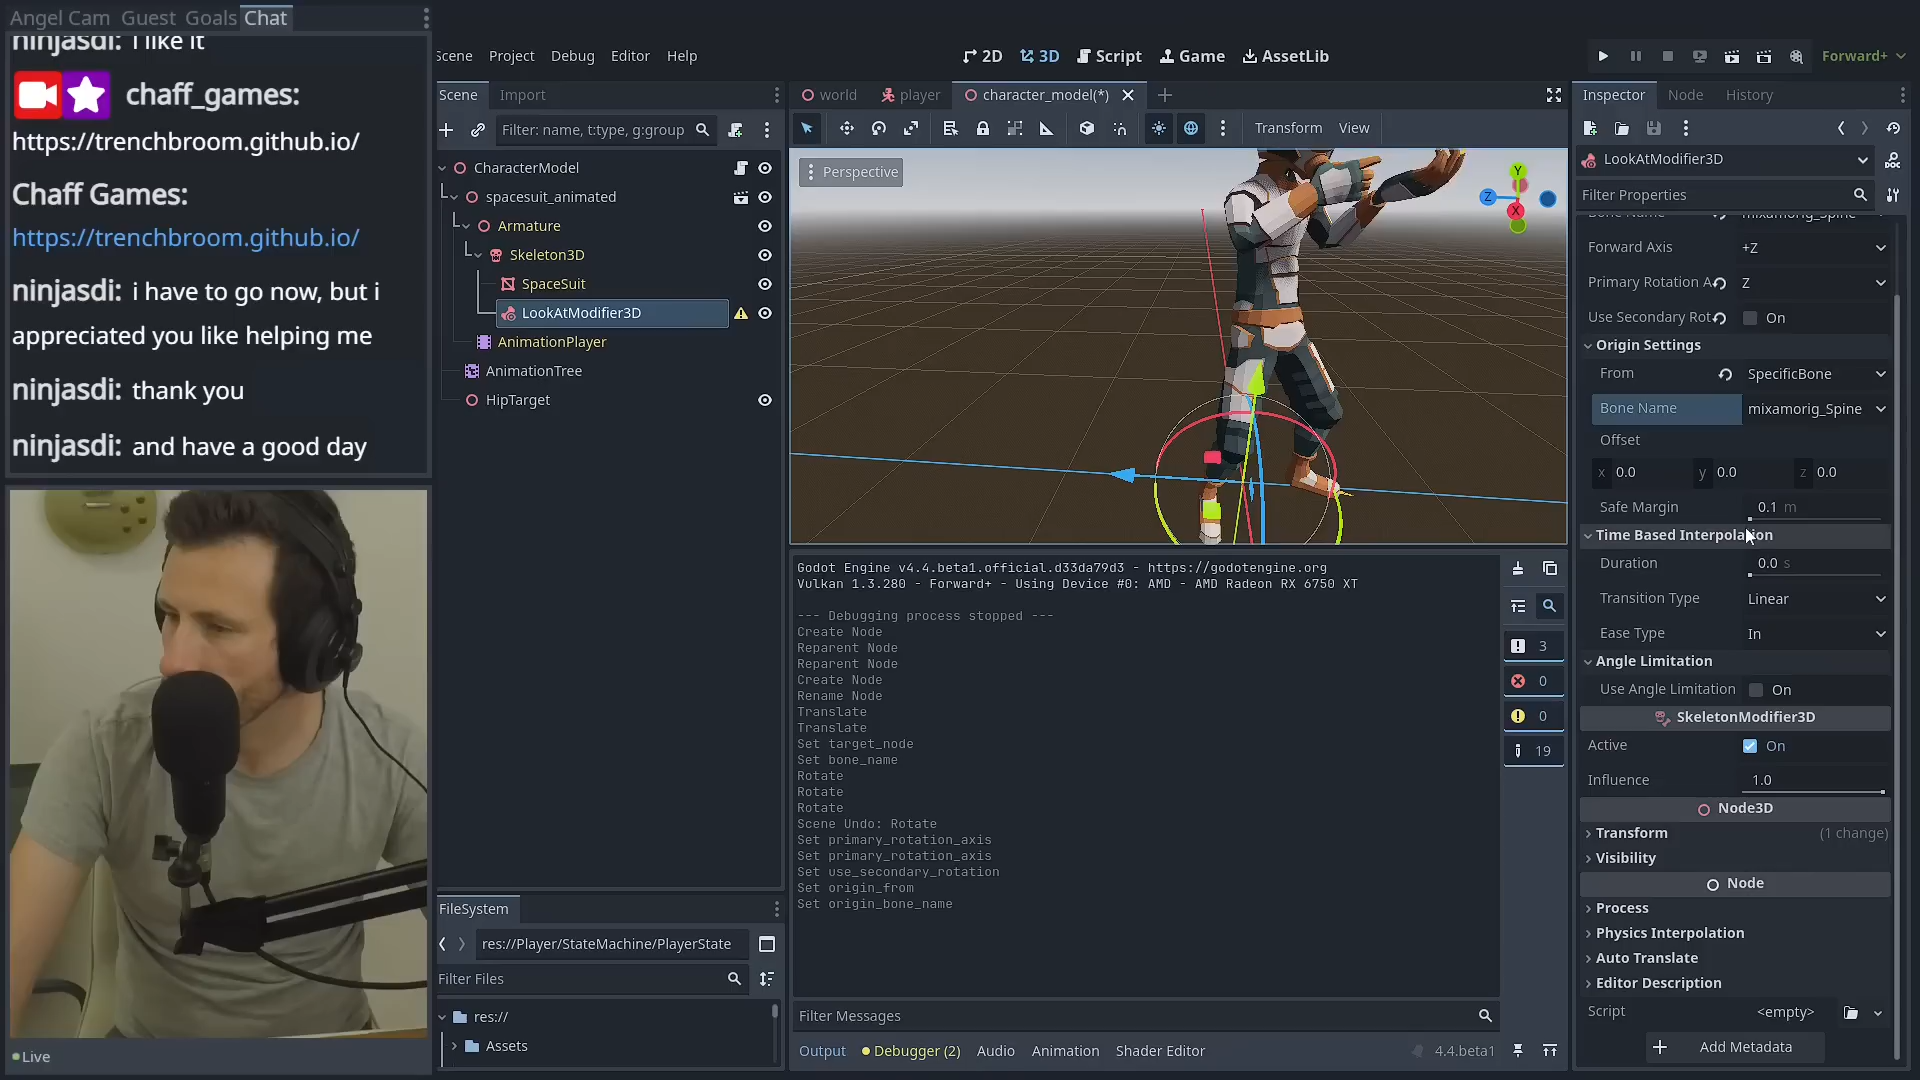 Angel Cam Guest Goals Chat
ninjasdi: i like it
chaff_games:
https://trenchbroom.github.io/
Chaff Games:
https://trenchbroom.github.io/
ninjasdi: i have to go now, but i
appreciated you like helping me
ninjasdi: thank you
ninjasdi: and have a good day
Live
Scene Project Debug Editor Help
2D 3D Script Game AssetLib
Forward+
Scene Import
Filter: name, t:type, g:group
CharacterModel
spacesuit_animated
Armature
Skeleton3D
SpaceSuit
LookAtModifier3D
AnimationPlayer
AnimationTree
HipTarget
FileSystem
res://Player/StateMachine/PlayerState
Filter Files
res://
Assets
world player character_model(*)
Transform View
Perspective
Y
Z
X
Godot Engine v4.4.beta1.official.d33da79d3 - https://godotengine.org
Vulkan 1.3.280 - Forward+ - Using Device #0: AMD - AMD Radeon RX 6750 XT
--- Debugging process stopped ---
Create Node
Reparent Node
Reparent Node
Create Node
Rename Node
Translate
Translate
Set target_node
Set bone_name
Rotate
Rotate
Rotate
Scene Undo: Rotate
Set primary_rotation_axis
Set primary_rotation_axis
Set use_secondary_rotation
Set origin_from
Set origin_bone_name
3
0
0
19
Filter Messages
Output Debugger (2) Audio Animation Shader Editor
4.4.beta1
Inspector Node History
LookAtModifier3D
Filter Properties
Bone Name mixamorig_Spine
Forward Axis +Z
Primary Rotation A Z
Use Secondary Rot On
Origin Settings
From SpecificBone
Bone Name mixamorig_Spine
Offset
x 0.0 y 0.0 z 0.0
Safe Margin 0.1 m
Time Based Interpolation
Duration 0.0 s
Transition Type Linear
Ease Type In
Angle Limitation
Use Angle Limitation On
SkeletonModifier3D
Active On
Influence 1.0
Node3D
Transform (1 change)
Visibility
Node
Process
Physics Interpolation
Auto Translate
Editor Description
Script <empty>
Add Metadata